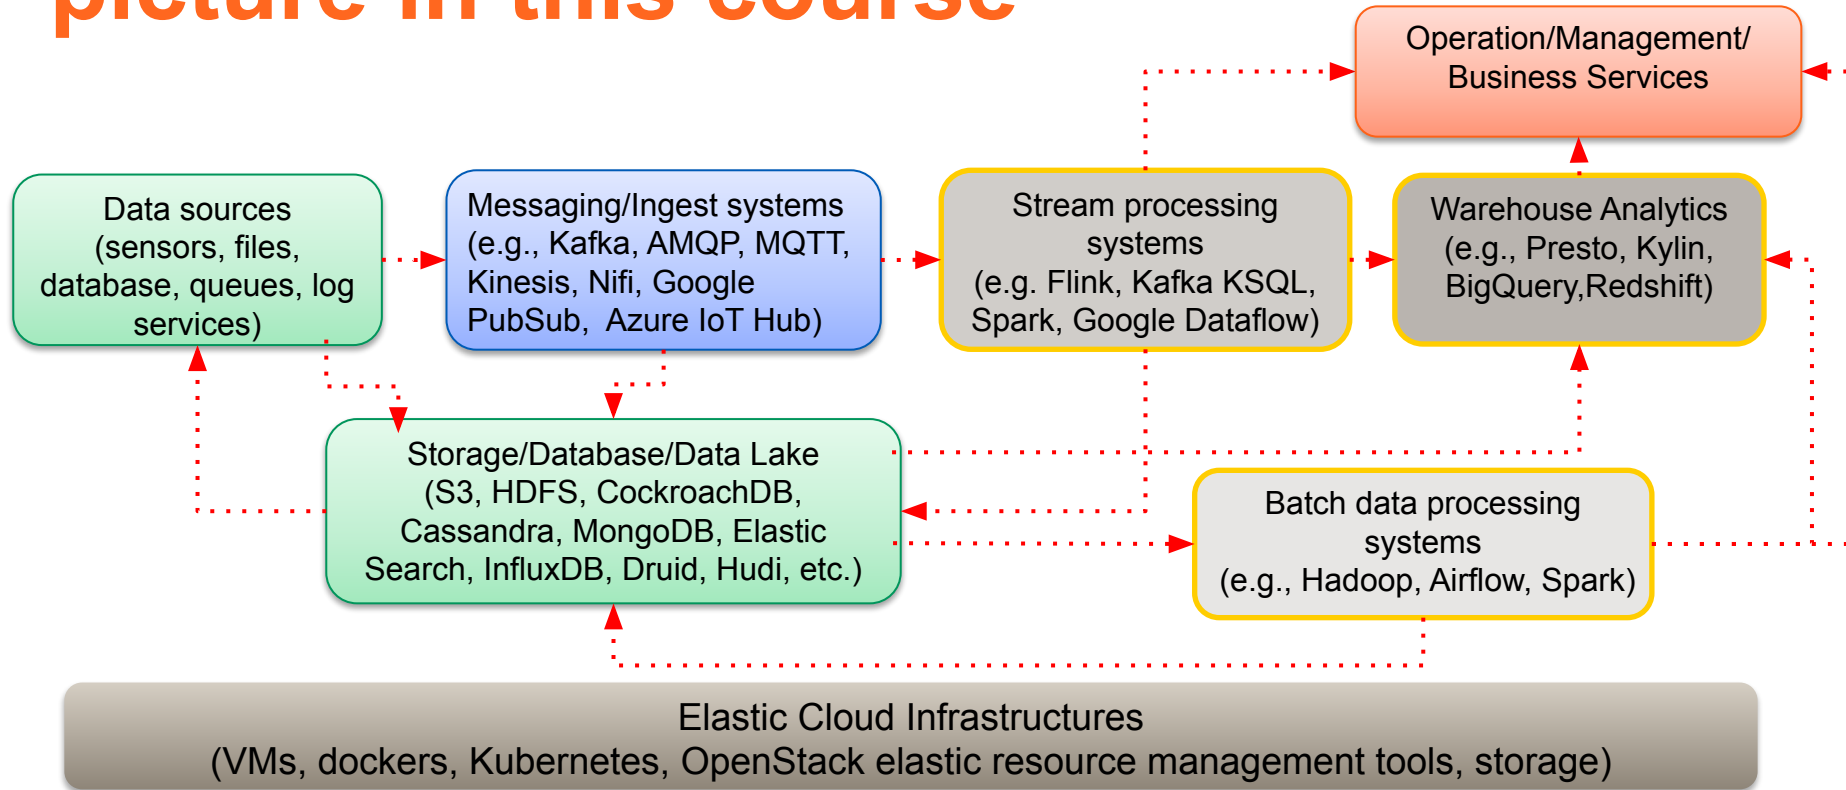 picture in this course
Operation/Management/
Business Services
Data sources
(sensors, files,
database, queues, log
services)
Messaging/Ingest systems
(e.g., Kafka, AMQP, MQTT,
Kinesis, Nifi, Google
PubSub,  Azure IoT Hub)
Stream processing
systems
(e.g. Flink, Kafka KSQL,
Spark, Google Dataflow)
Warehouse Analytics
(e.g., Presto, Kylin,
BigQuery,Redshift)
Storage/Database/Data Lake
(S3, HDFS, CockroachDB,
Cassandra, MongoDB, Elastic
Search, InfluxDB, Druid, Hudi, etc.)
Batch data processing
systems
(e.g., Hadoop, Airflow, Spark)
Elastic Cloud Infrastructures
(VMs, dockers, Kubernetes, OpenStack elastic resource management tools, storage)